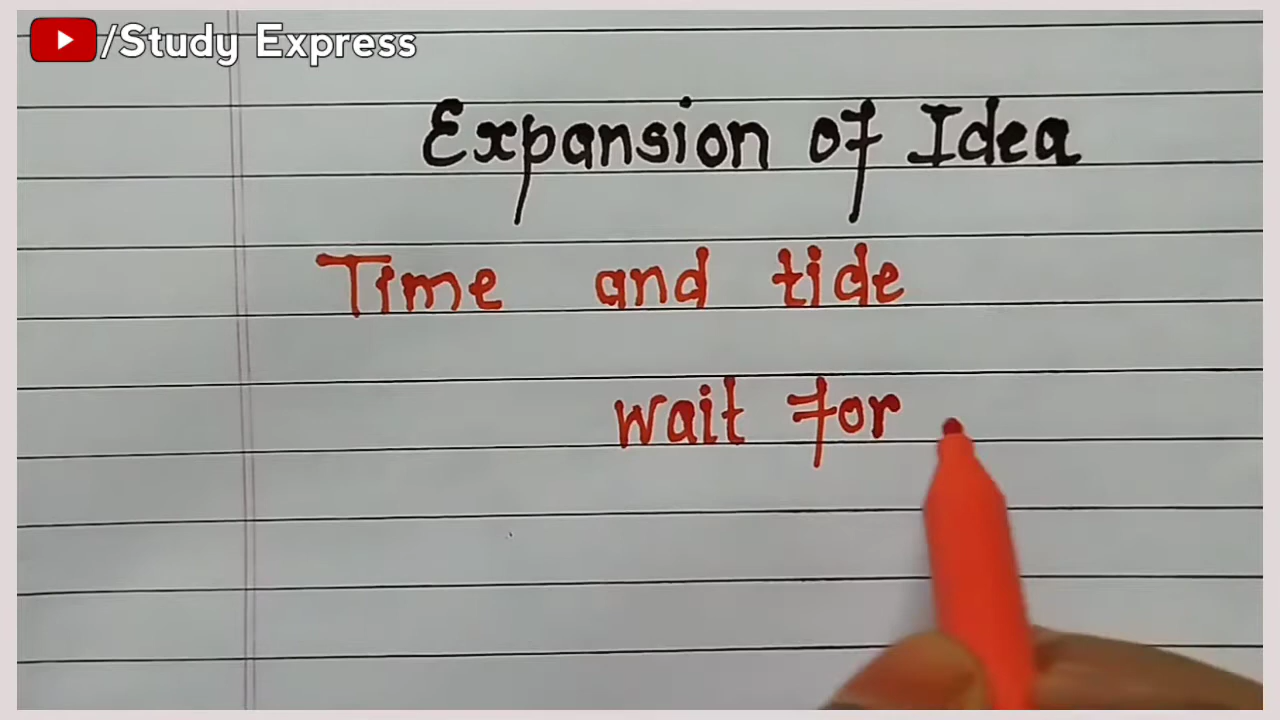 /Study Express
Expansion of Idea
Time and tide
wait for